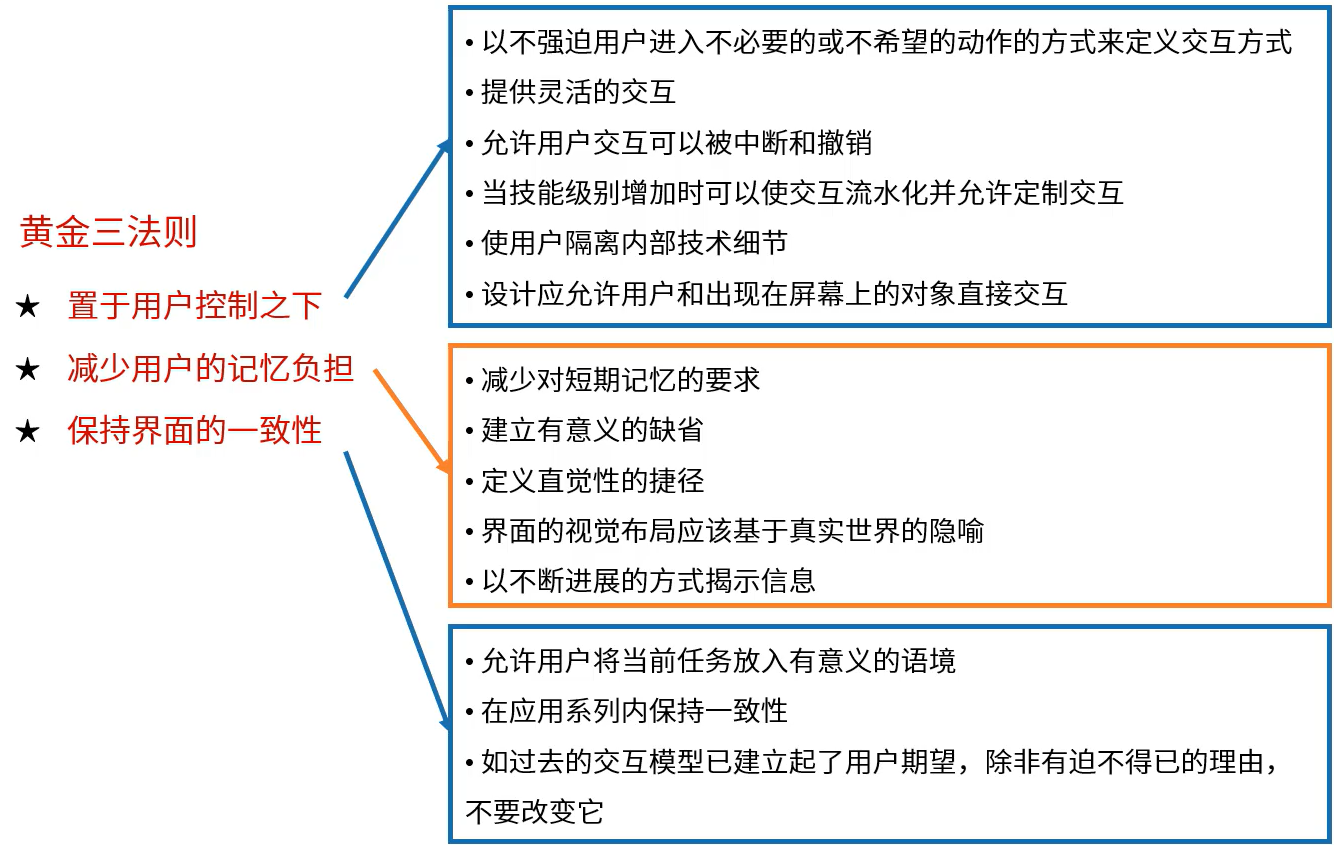 黄金三法则
★ 置于用户控制之下
★ 减少用户的记忆负担
★ 保持界面的一致性
• 以不强迫用户进入不必要的或不希望的动作的方式来定义交互方式
• 提供灵活的交互
• 允许用户交互可以被中断和撤销
• 当技能级别增加时可以使交互流水化并允许定制交互
• 使用户隔离内部技术细节
• 设计应允许用户和出现在屏幕上的对象直接交互
• 减少对短期记忆的要求
• 建立有意义的缺省
• 定义直觉性的捷径
• 界面的视觉布局应该基于真实世界的隐喻
• 以不断进展的方式揭示信息
• 允许用户将当前任务放入有意义的语境
• 在应用系列内保持一致性
• 如过去的交互模型已建立起了用户期望，除非有迫不得已的理由，
不要改变它